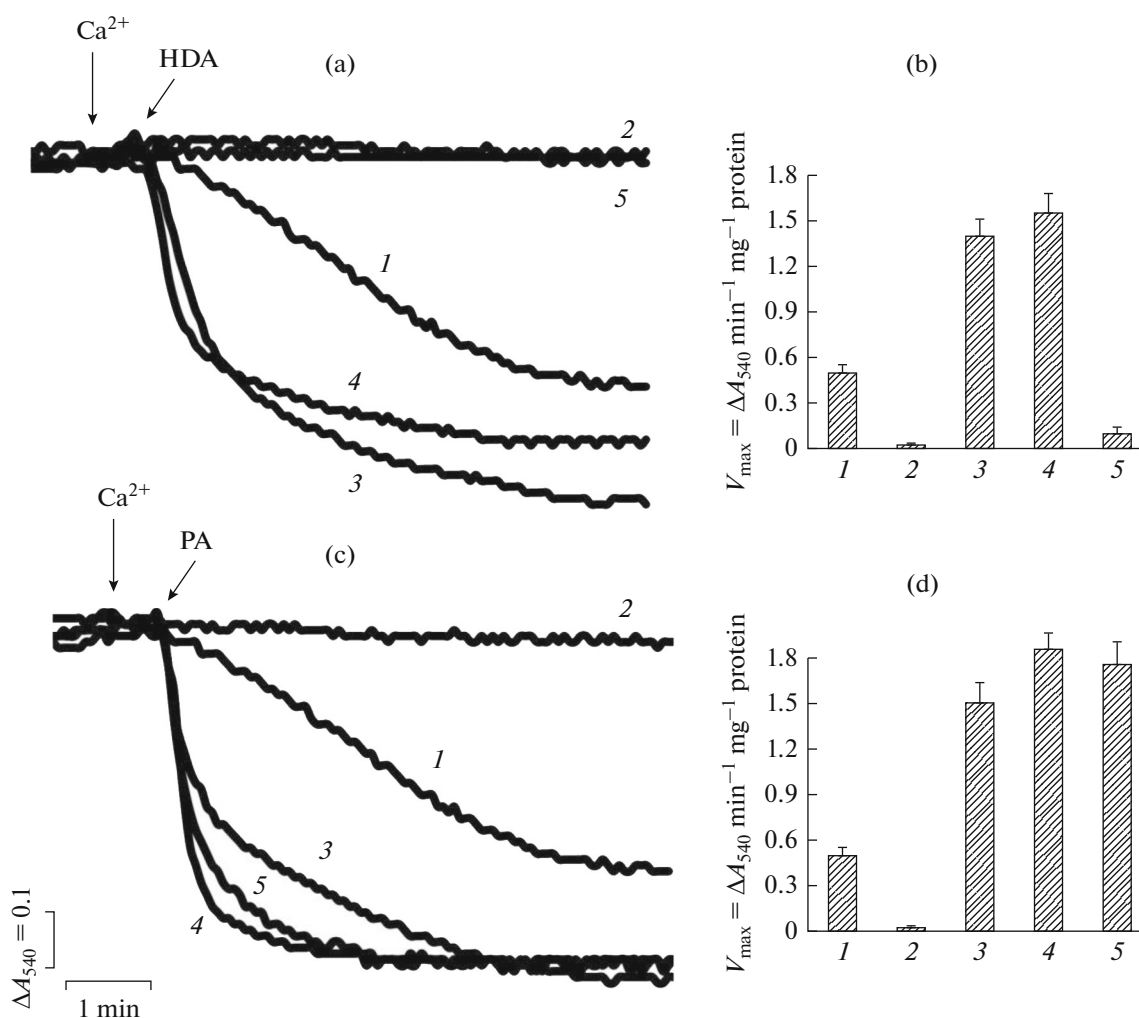 Ca²⁺
HDA
(a)
2
5
1
4
3
(b)
V_max = ΔA₅₄₀ min⁻¹ mg⁻¹ protein
1.8
1.5
1.2
0.9
0.6
0.3
0
1 2 3 4 5
Ca²⁺
PA
(c)
2
1
3
5
4
ΔA₅₄₀ = 0.1
1 min
(d)
V_max = ΔA₅₄₀ min⁻¹ mg⁻¹ protein
1.8
1.5
1.2
0.9
0.6
0.3
0
1 2 3 4 5